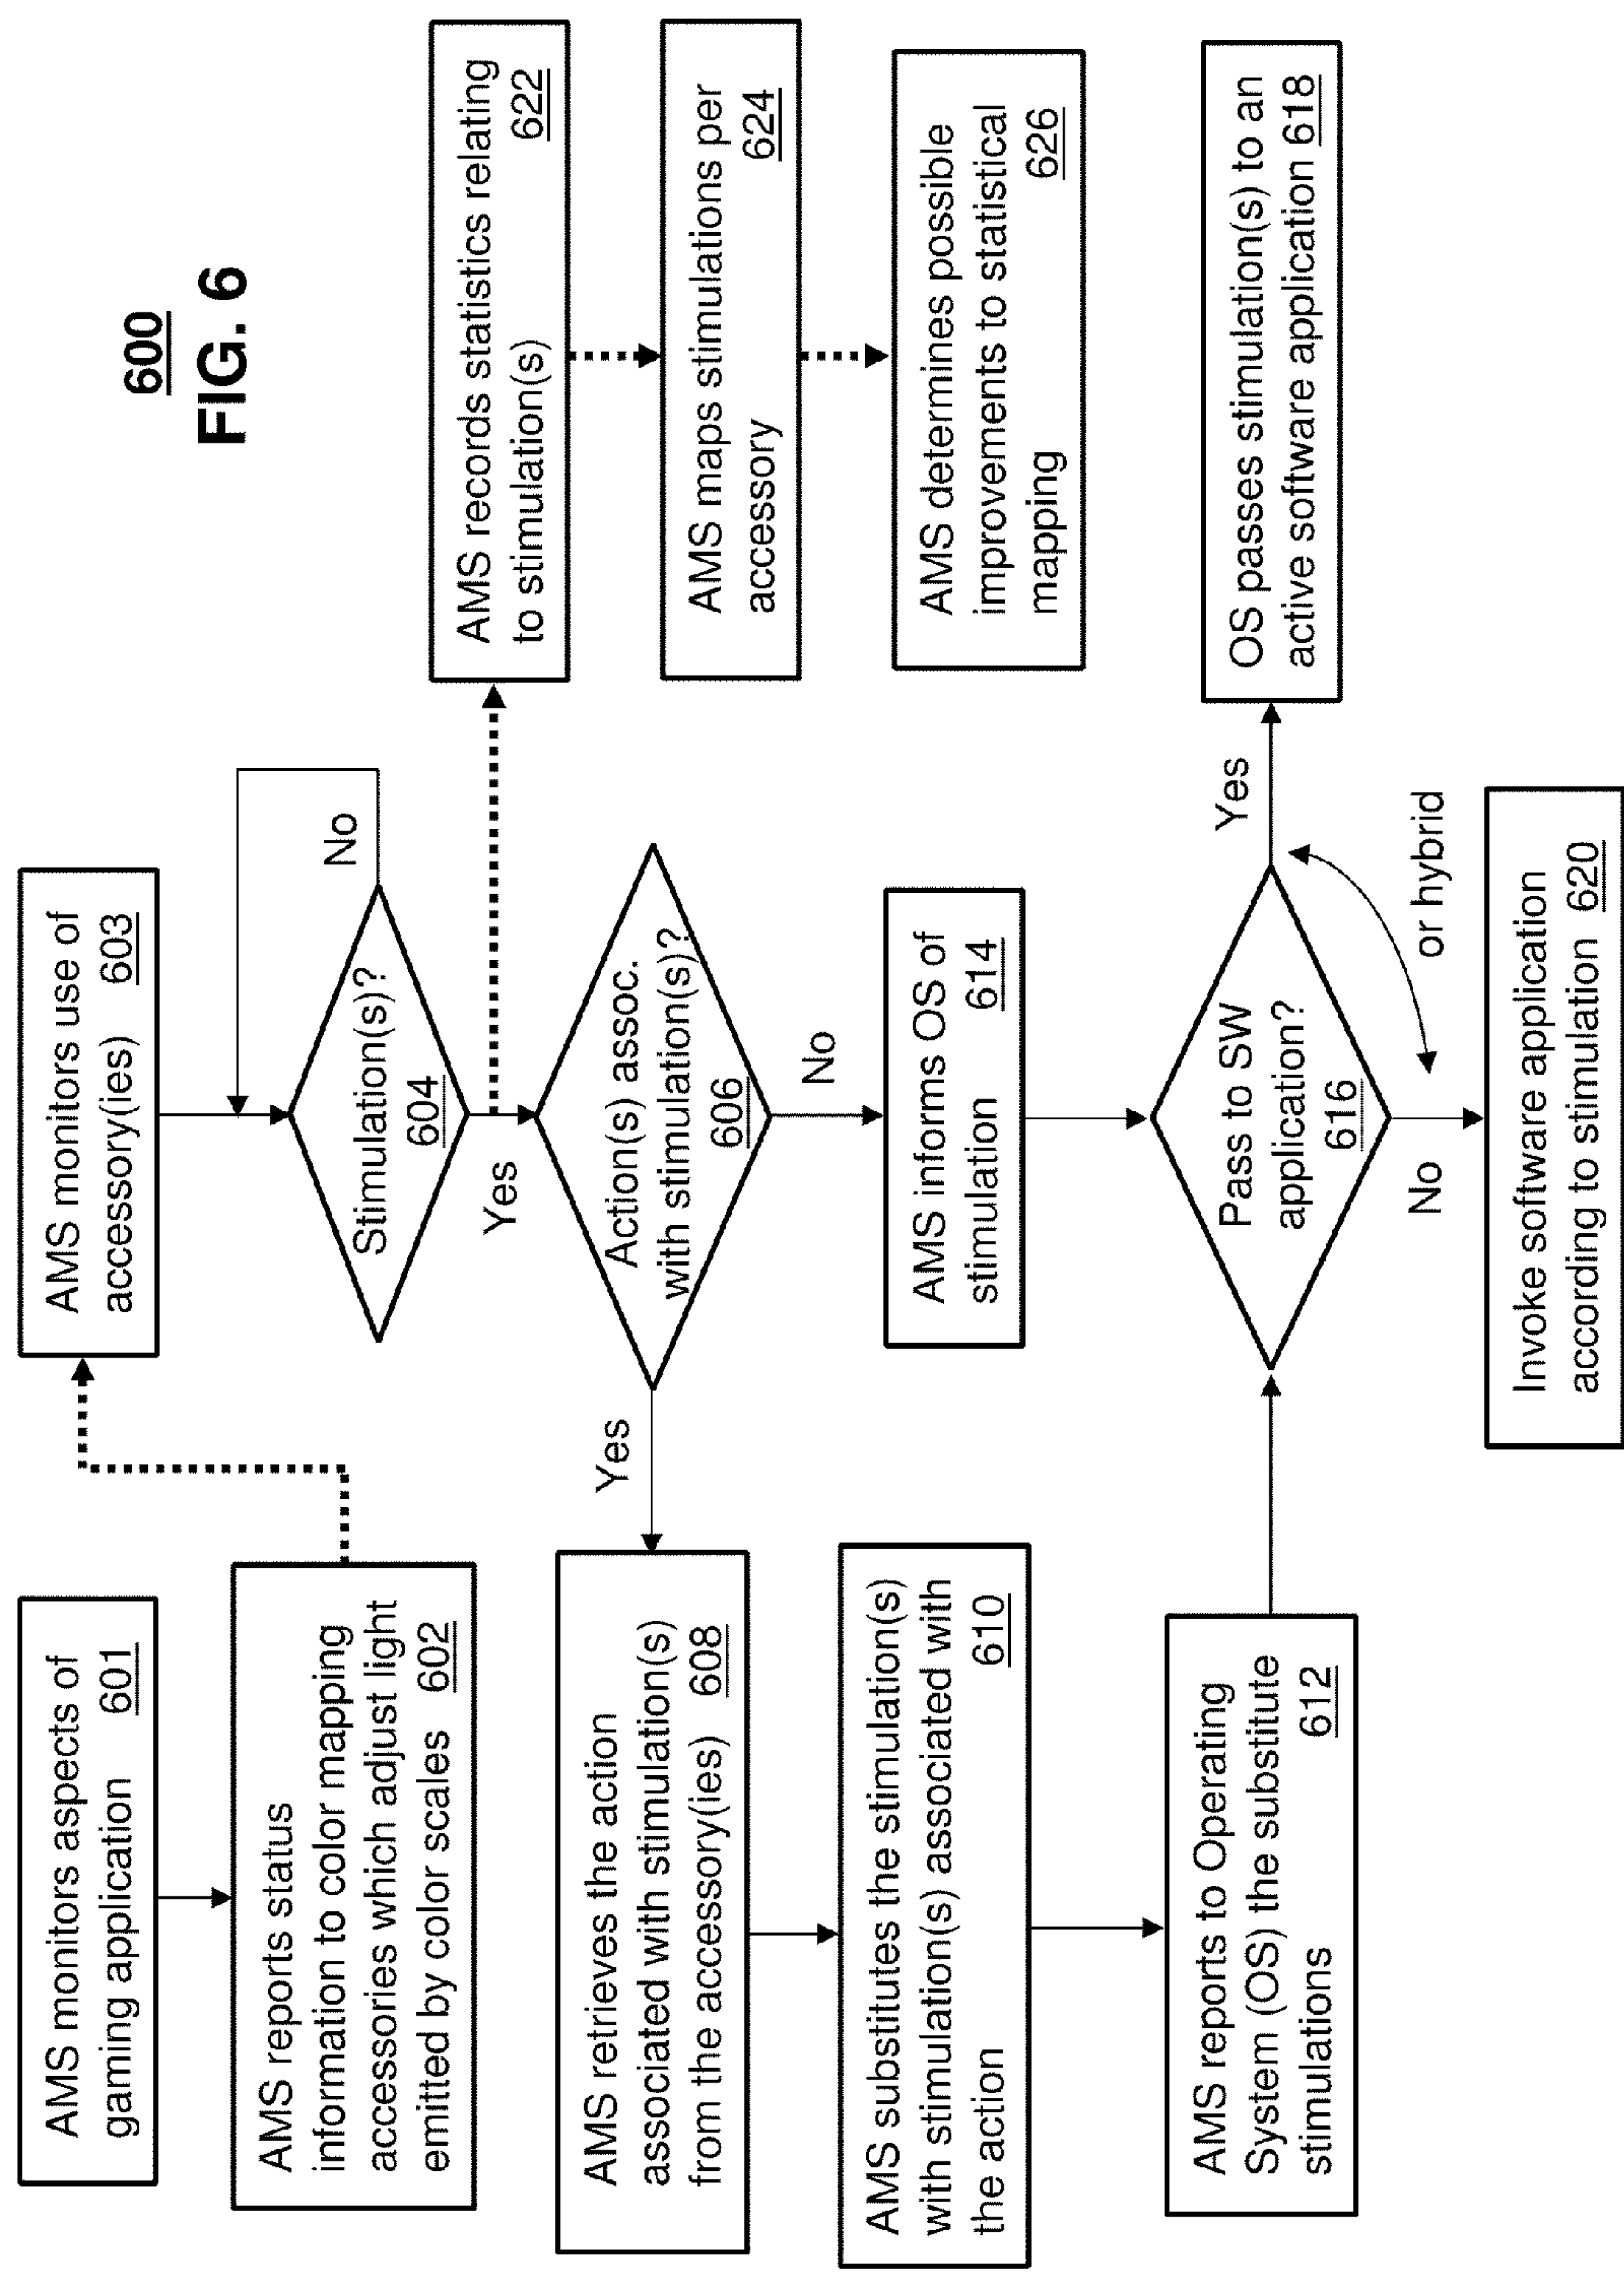 600
FIG. 6
AMS monitors aspects of
gaming application 601
AMS reports status
information to color mapping
accessories which adjust light
emitted by color scales 602
AMS monitors use of
accessory(ies) 603
Stimulation(s)?
604
No
Yes
Action(s) assoc.
with stimulation(s)?
606
Yes
No
AMS retrieves the action
associated with stimulation(s)
from the accessory(ies) 608
AMS substitutes the stimulation(s)
with stimulation(s) associated with
the action 610
AMS reports to Operating
System (OS) the substitute
stimulations 612
AMS informs OS of
stimulation 614
Pass to SW
application?
616
Yes
No
or hybrid
OS passes stimulation(s) to an
active software application 618
Invoke software application
according to stimulation 620
AMS records statistics relating
to stimulation(s) 622
AMS maps stimulations per
accessory 624
AMS determines possible
improvements to statistical
mapping 626